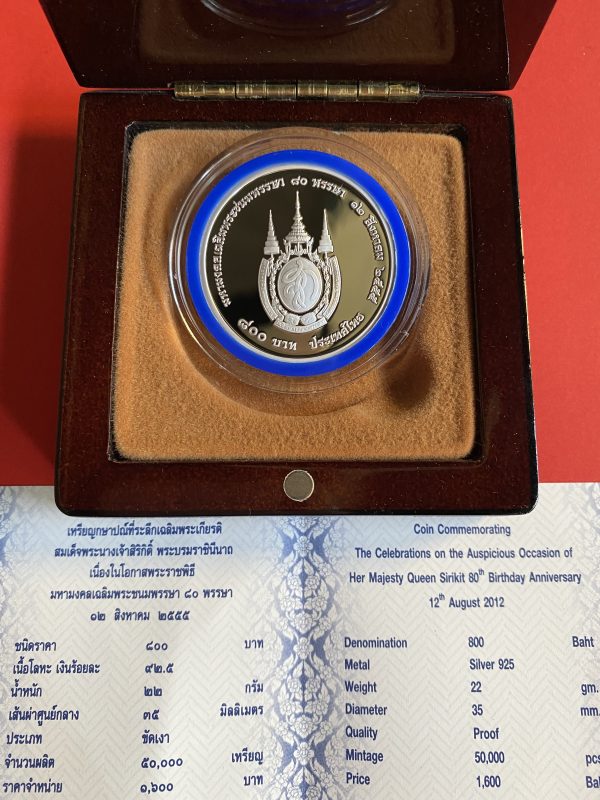 มหามงคลเฉลิมพระชนมพรรษา ๘๐ พรรษา ๑๒ สิงหาคม ๒๕๕๕
๘๐๐ บาท ประเทศไทย
เหรียญกษาปณ์ที่ระลึกเฉลิมพระเกียรติ
สมเด็จพระนางเจ้าสิริกิติ์ พระบรมราชินีนาถ
เนื่องในโอกาสพระราชพิธี
มหามงคลเฉลิมพระชนมพรรษา ๘๐ พรรษา
๑๒ สิงหาคม ๒๕๕๕
ชนิดราคา ๘๐๐ บาท
เนื้อโลหะ เงินร้อยละ ๙๒.๕
น้ำหนัก ๒๒ กรัม
เส้นผ่าศูนย์กลาง ๓๕ มิลลิเมตร
ประเภท ขัดเงา
จำนวนผลิต ๕๐,๐๐๐ เหรียญ
ราคาจำหน่าย ๑,๖๐๐ บาท
Coin Commemorating
The Celebrations on the Auspicious Occasion of
Her Majesty Queen Sirikit 80th Birthday Anniversary
12th August 2012
Denomination 800 Baht
Metal Silver 925
Weight 22 gm.
Diameter 35 mm.
Quality Proof
Mintage 50,000 pcs
Price 1,600 Bah